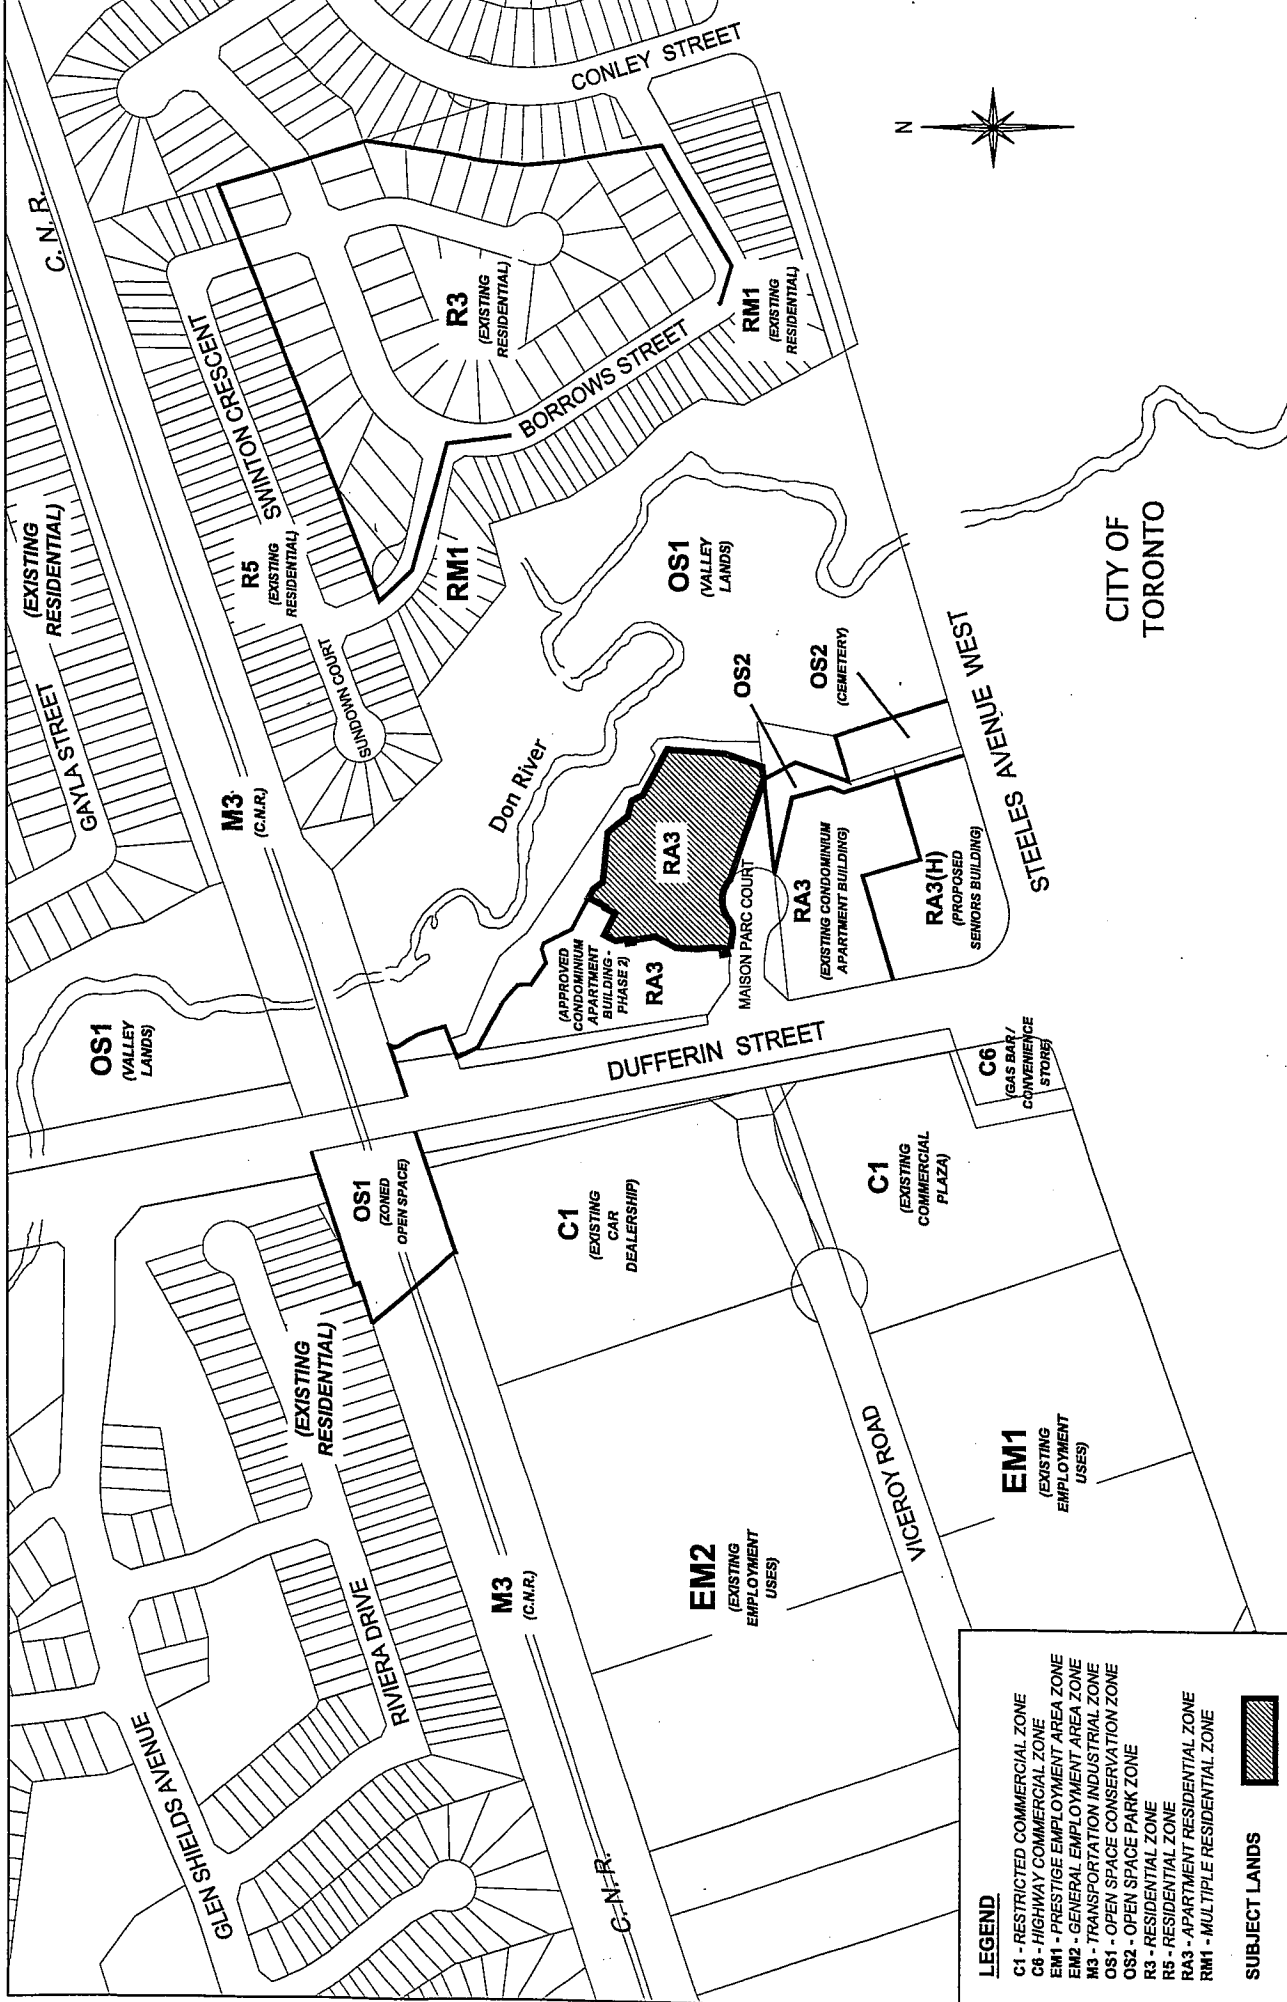 GLEN SHIELDS AVENUE
RIVIERA DRIVE
(EXISTING
RESIDENTIAL)
C. N. R.
M3
(C.N.R.)
OS1
(ZONED
OPEN SPACE)
OS1
(VALLEY
LANDS)
GAYLA STREET
(EXISTING
RESIDENTIAL)
C. N. R.
M3
(C.N.R.)
R5
(EXISTING
RESIDENTIAL)
SWINTON CRESCENT
SUNDOWN COURT
RM1
R3
(EXISTING
RESIDENTIAL)
BORROWS STREET
CONLEY STREET
RM1
(EXISTING
RESIDENTIAL)
Don River
OS1
(VALLEY
LANDS)
(APPROVED
CONDOMINIUM
APARTMENT
BUILDING -
PHASE 2)
RA3
RA3
OS2
OS2
(CEMETERY)
MAISON PARC COURT
RA3
(EXISTING CONDOMINIUM
APARTMENT BUILDING)
RA3(H)
(PROPOSED
SENIORS BUILDING)
DUFFERIN STREET
STEELES AVENUE WEST
C1
(EXISTING
CAR
DEALERSHIP)
C1
(EXISTING
COMMERCIAL
PLAZA)
C6
(GAS BAR /
CONVENIENCE
STORE)
EM2
(EXISTING
EMPLOYMENT
USES)
VICEROY ROAD
EM1
(EXISTING
EMPLOYMENT
USES)
CITY OF
TORONTO
N
LEGEND
C1 - RESTRICTED COMMERCIAL ZONE
C6 - HIGHWAY COMMERCIAL ZONE
EM1 - PRESTIGE EMPLOYMENT AREA ZONE
EM2 - GENERAL EMPLOYMENT AREA ZONE
M3 - TRANSPORTATION INDUSTRIAL ZONE
OS1 - OPEN SPACE CONSERVATION ZONE
OS2 - OPEN SPACE PARK ZONE
R3 - RESIDENTIAL ZONE
R5 - RESIDENTIAL ZONE
RA3 - APARTMENT RESIDENTIAL ZONE
RM1 - MULTIPLE RESIDENTIAL ZONE
SUBJECT LANDS